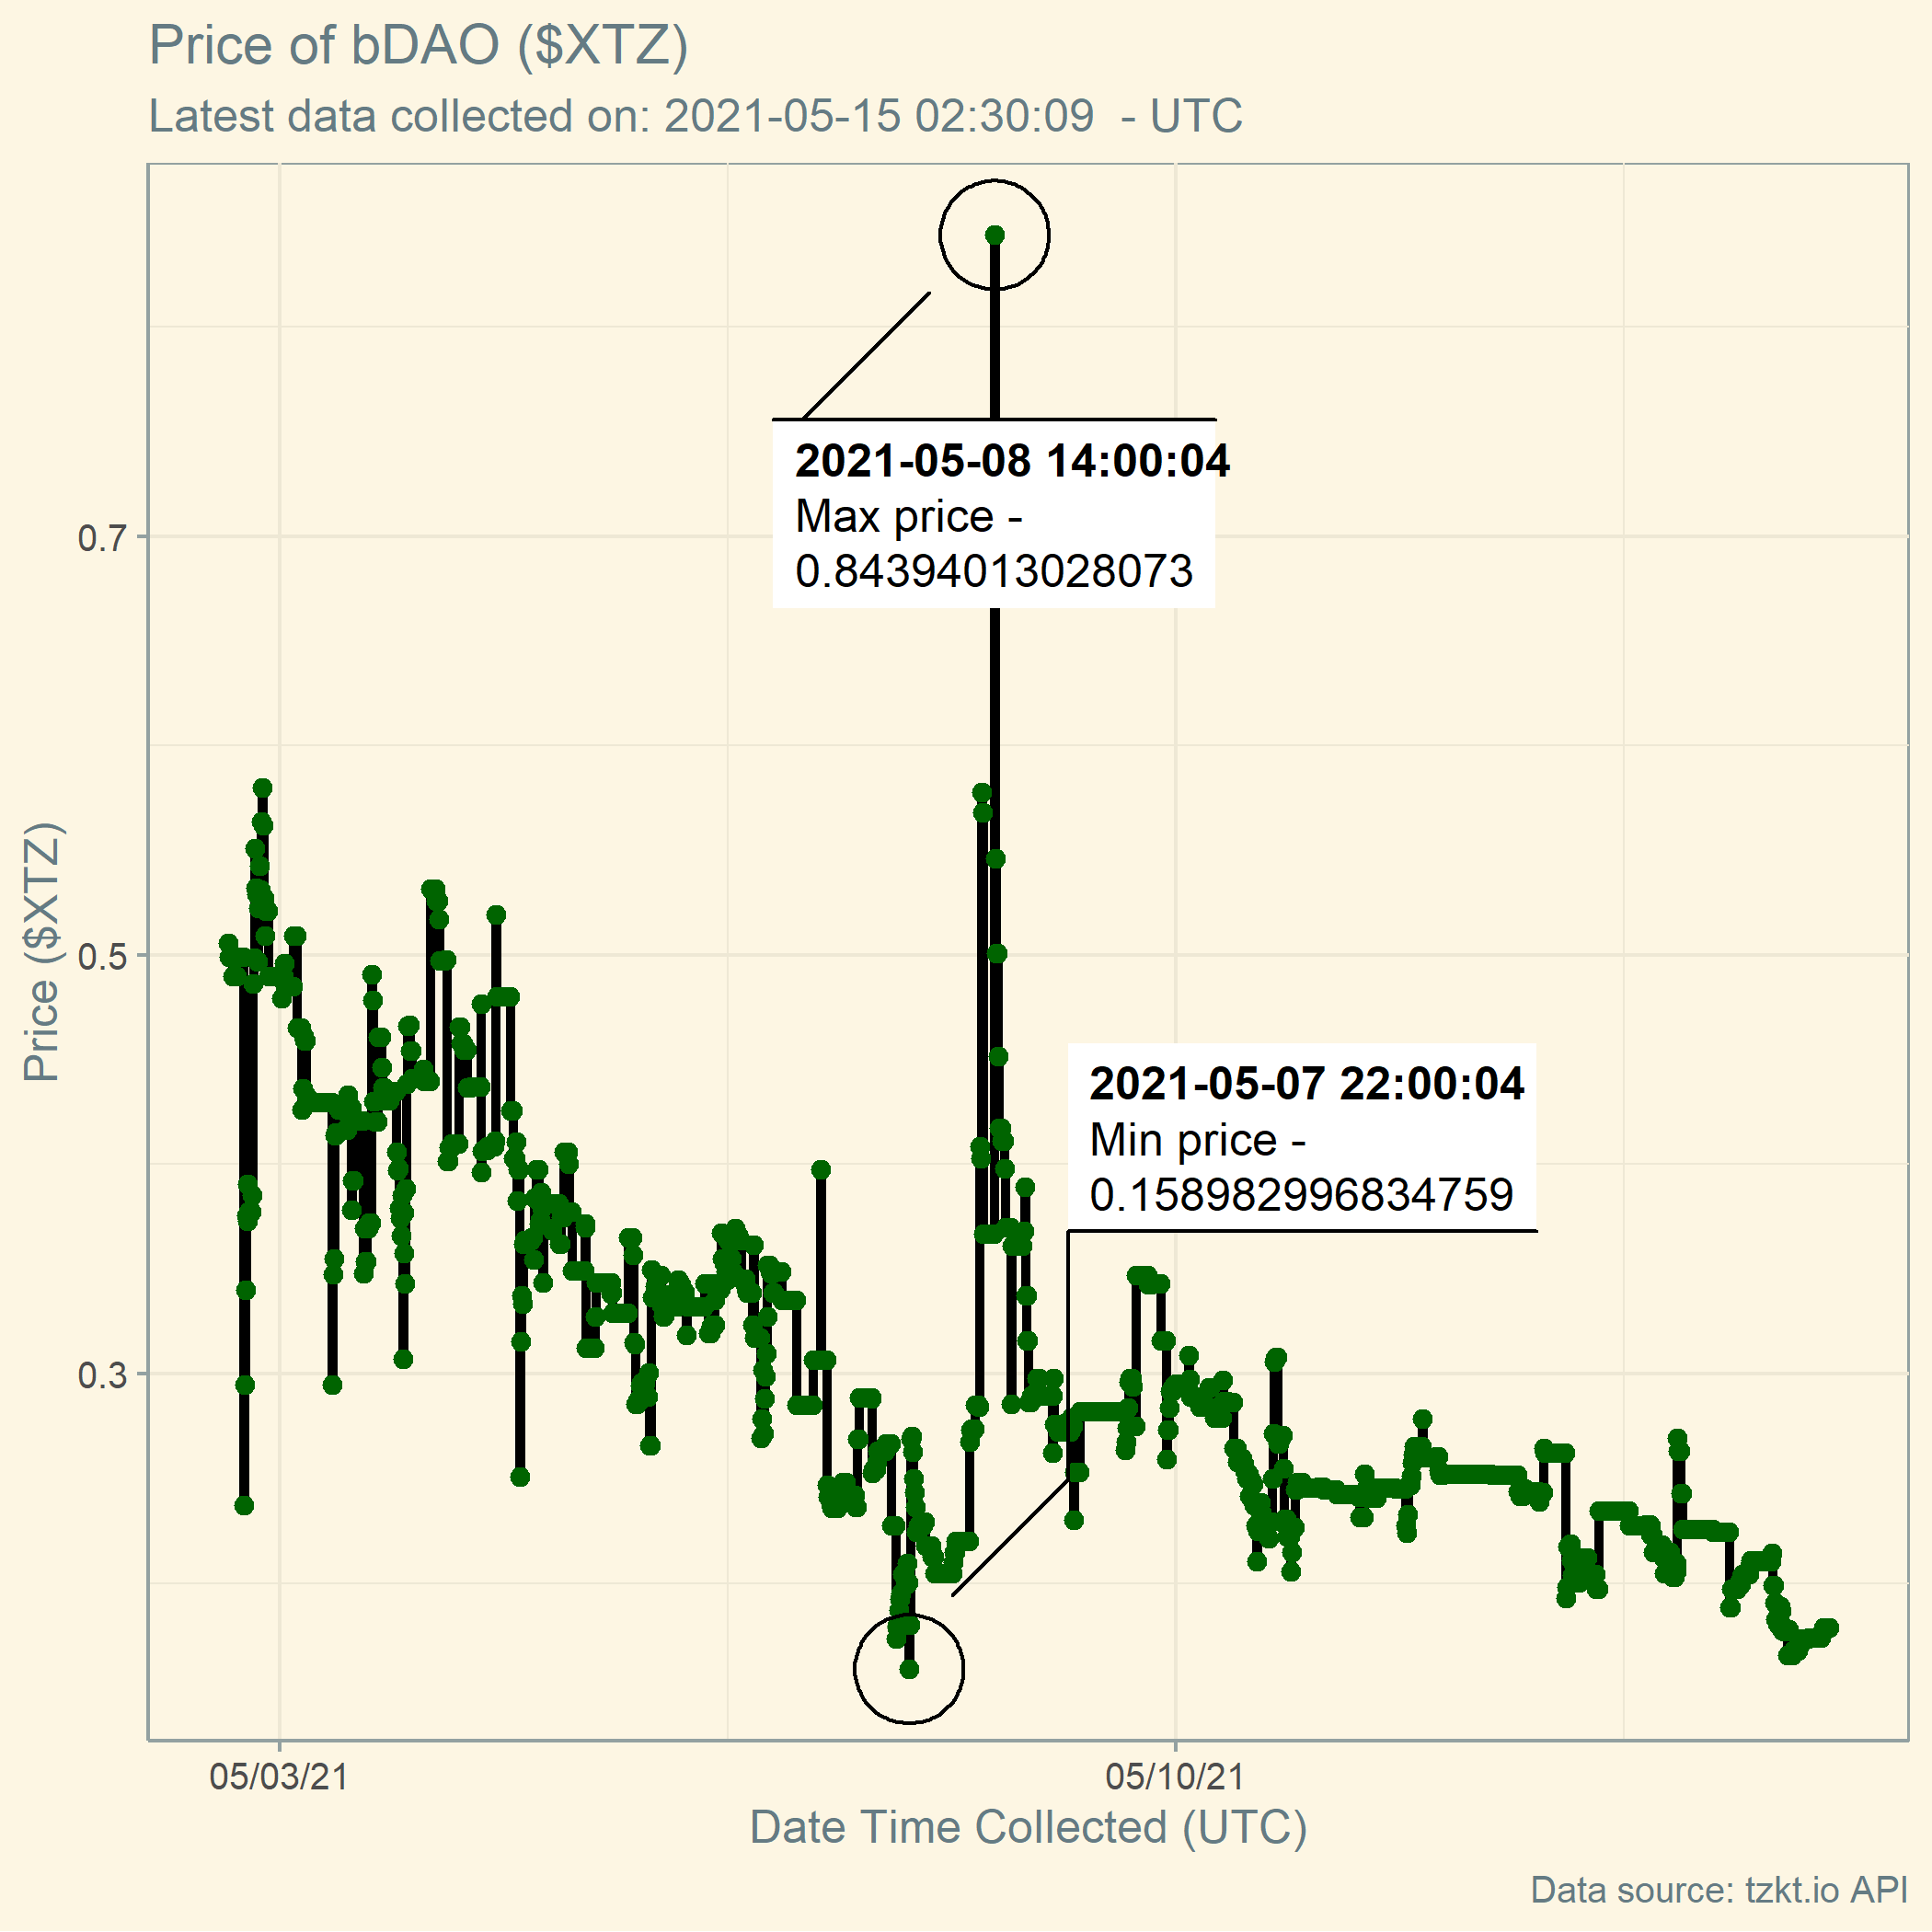 Price of bDAO ($XTZ)
Latest data collected on: 2021-05-15 02:30:09  - UTC
2021-05-08 14:00:04
Max price -
0.84394013028073
0.7
0.5
0.3
Price ($XTZ)
2021-05-07 22:00:04
Min price -
0.158982996834759
05/03/21
05/10/21
Date Time Collected (UTC)
Data source: tzkt.io API